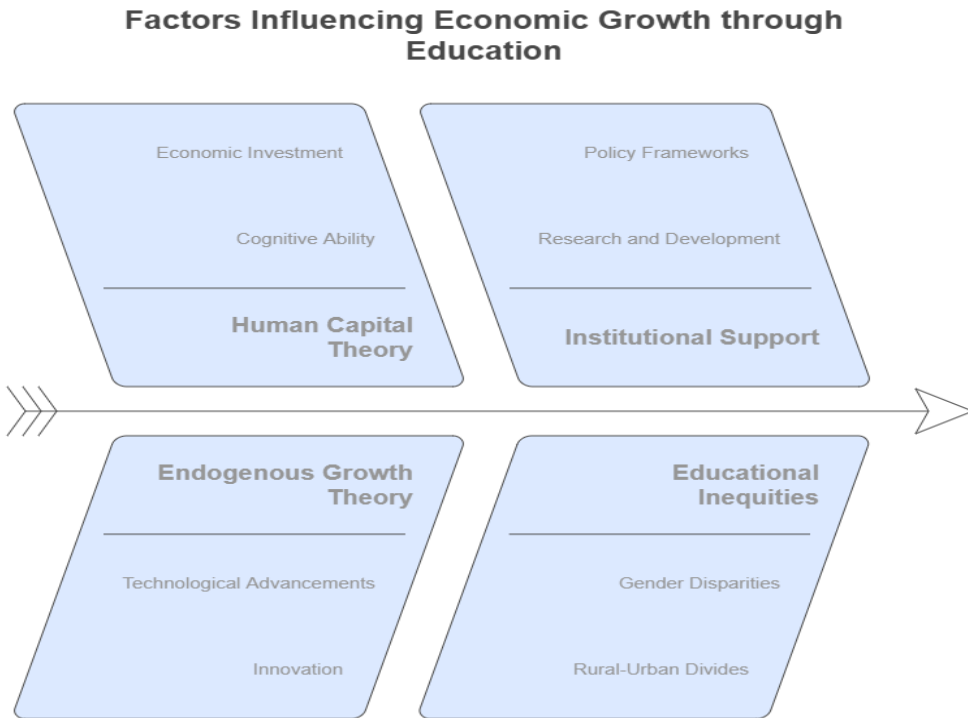 Factors Influencing Economic Growth through
Education
Economic Investment
Cognitive Ability
Human Capital
Theory
Policy Frameworks
Research and Development
Institutional Support
Endogenous Growth
Theory
Technological Advancements
Innovation
Educational
Inequities
Gender Disparities
Rural-Urban Divides